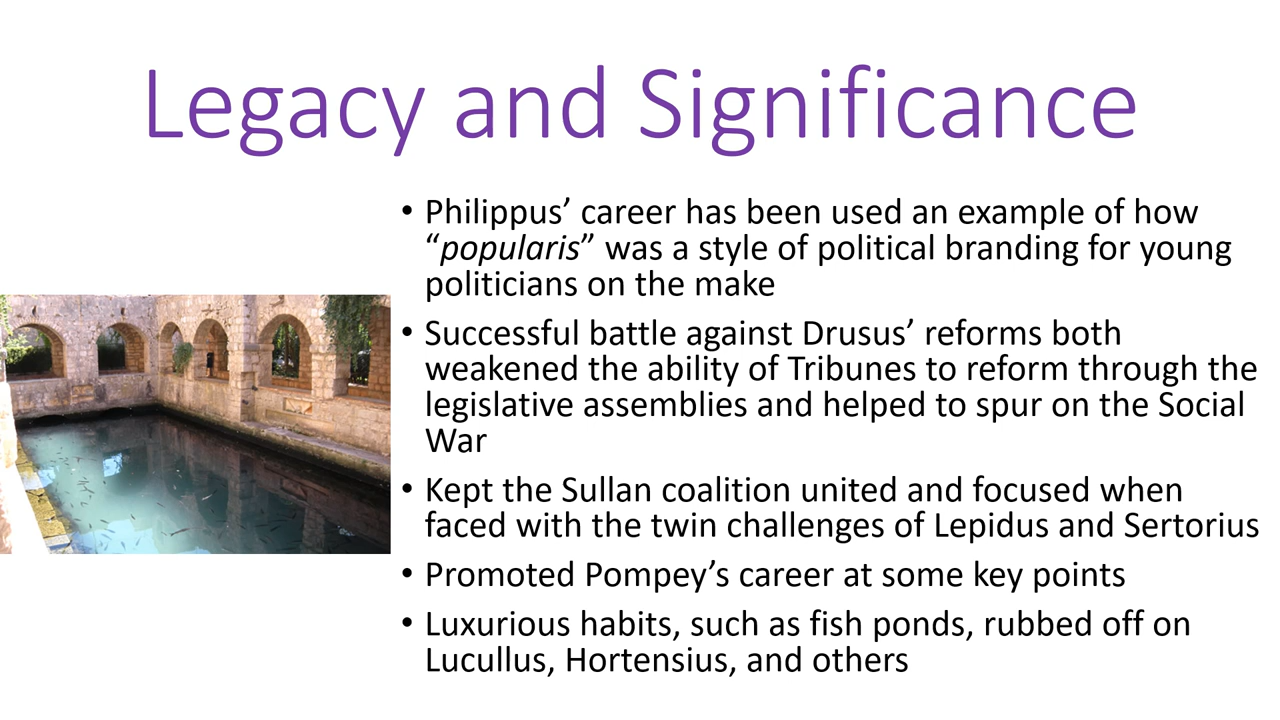 Legacy and Significance
• Philippus’ career has been used an example of how
“popularis” was a style of political branding for young
politicians on the make
• Successful battle against Drusus’ reforms both
weakened the ability of Tribunes to reform through the
legislative assemblies and helped to spur on the Social
War
• Kept the Sullan coalition united and focused when
faced with the twin challenges of Lepidus and Sertorius
• Promoted Pompey’s career at some key points
• Luxurious habits, such as fish ponds, rubbed off on
Lucullus, Hortensius, and others